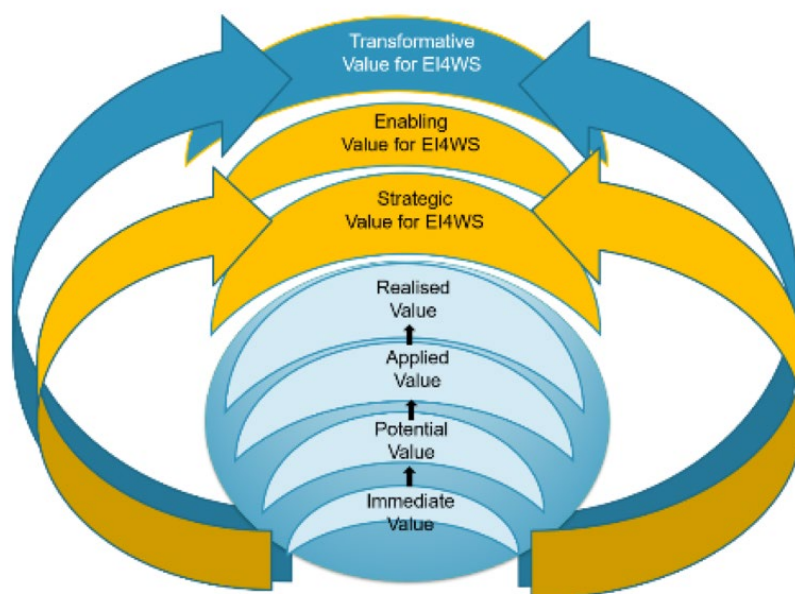 Transformative
Value for EI4WS
Enabling
Value for EI4WS
Strategic
Value for EI4WS
Realised
Value
Applied
Value
Potential
Value
Immediate
Value